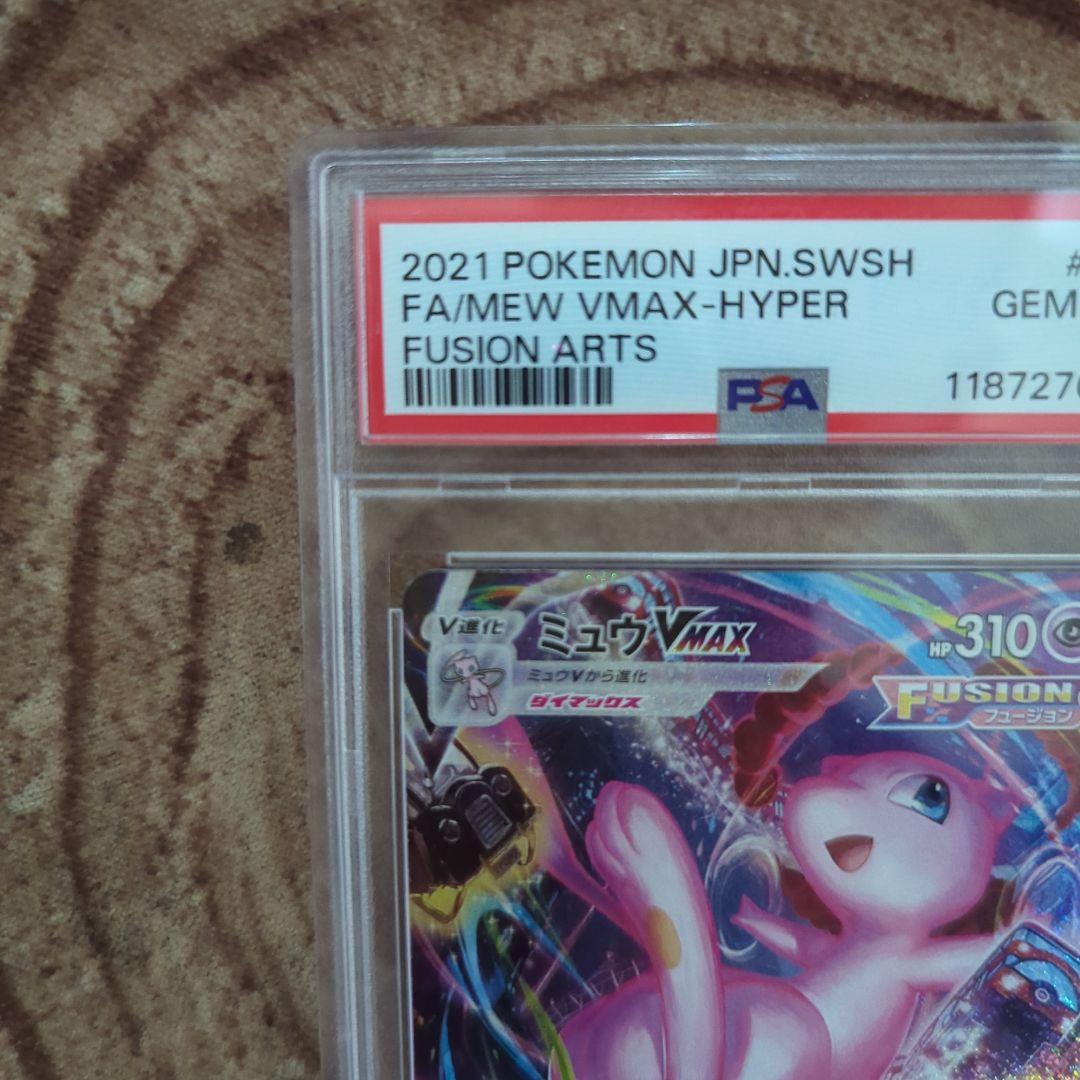 2021 POKEMON JPN.SWSH #
FA/MEW VMAX-HYPER GEM
FUSION ARTS
PSA 1187270
V進化 ミュウVMAX HP310
ミュウVから進化
ダイマックス
FUSION
フュージョン